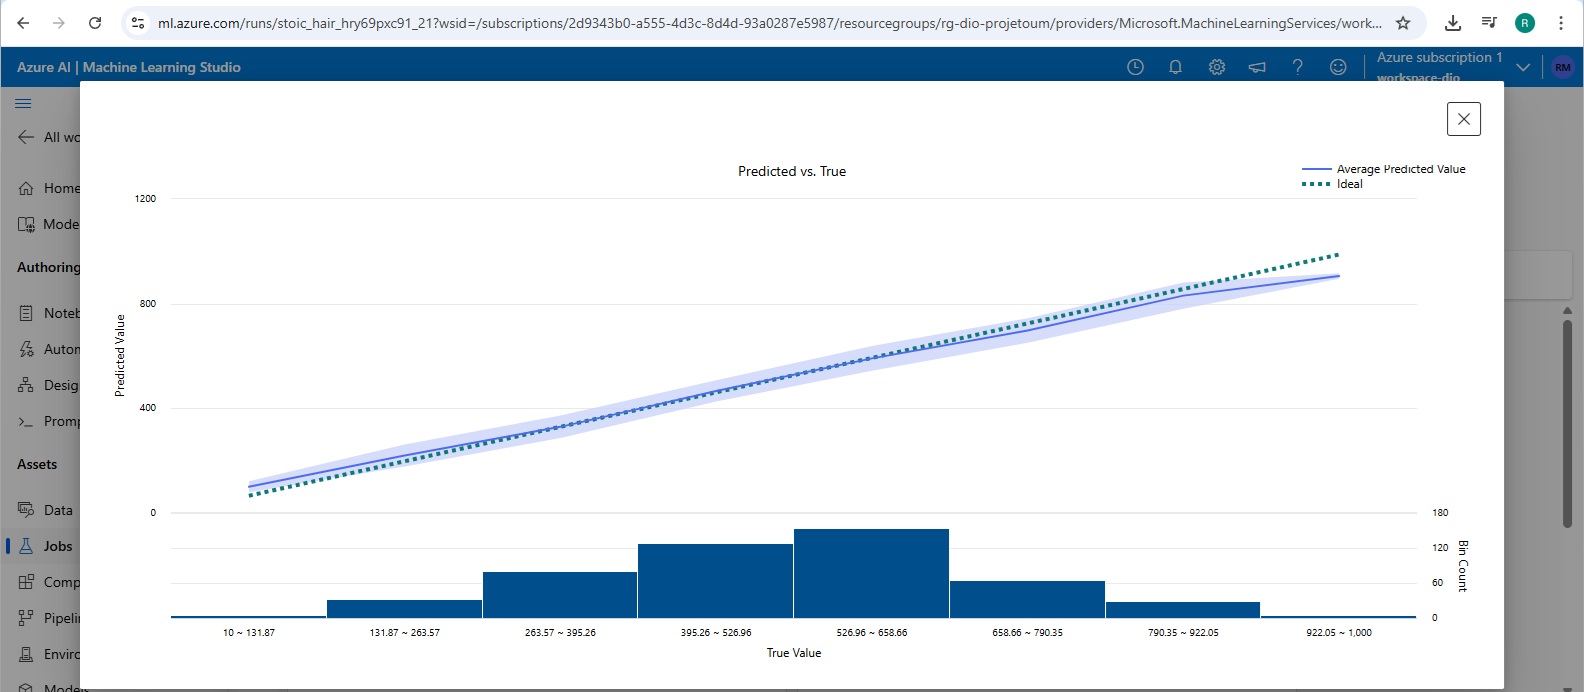 ml.azure.com/runs/stoic_hair_hry69pxc91_21?wsid=/subscriptions/2d9343b0-a555-4d3c-8d4d-93a0287e5987/resourcegroups/rg-dio-projetoum/providers/Microsoft.MachineLearningServices/work...
R
Azure AI | Machine Learning Studio
Azure subscription 1
workspace-dio
RM
All wo
Home
Mode
Authoring
Noteb
Auton
Desig
Promp
Assets
Data
Jobs
Comp
Pipelin
Enviro
Models
Predicted vs. True
Average Predicted Value
Ideal
1200
800
400
0
Predicted Value
180
120
60
0
Bin Count
10 ~ 131.87 131.87 ~ 263.57 263.57 ~ 395.26 395.26 ~ 526.96 526.96 ~ 658.66 658.66 ~ 790.35 790.35 ~ 922.05 922.05 ~ 1,000
True Value